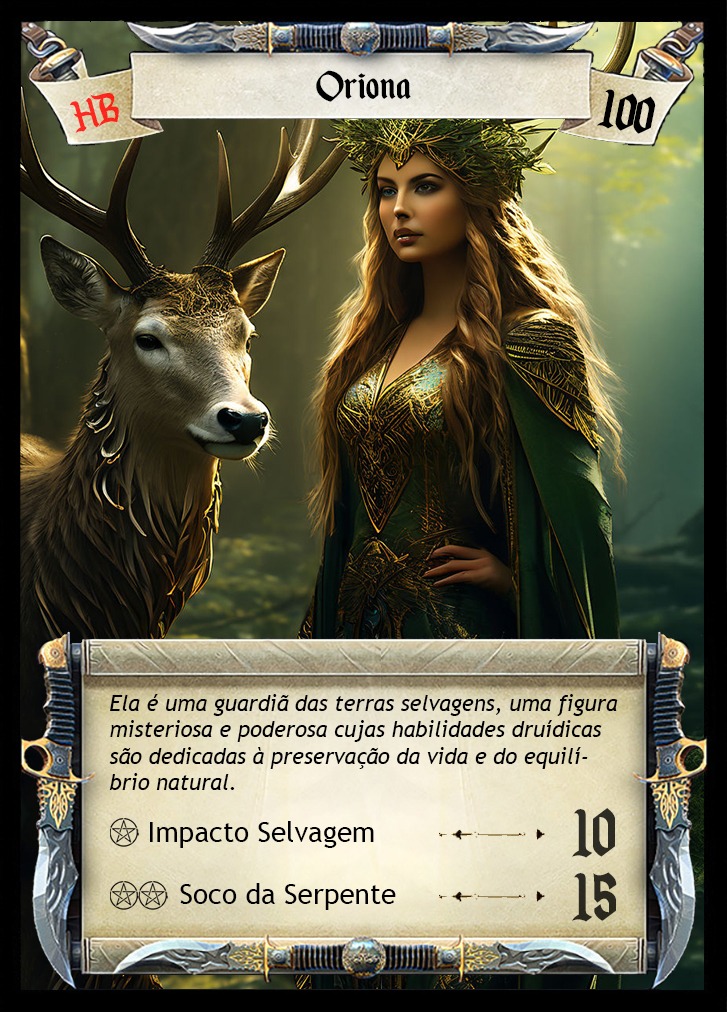 Oriona
HB
100
Ela é uma guardiã das terras selvagens, uma figura
misteriosa e poderosa cujas habilidades druídicas
são dedicadas à preservação da vida e do equilí-
brio natural.
Impacto Selvagem 10
Soco da Serpente 15